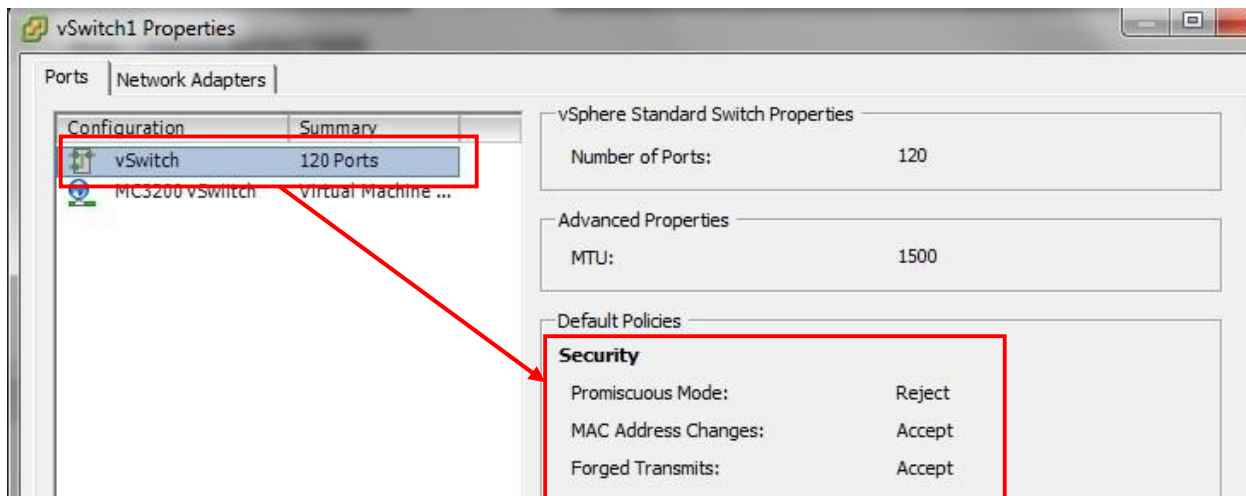 vSwitch1 Properties
Ports
Network Adapters
Configuration Summary
vSwitch 120 Ports
MC3200 vSwiitch Virtual Machine ...
vSphere Standard Switch Properties
Number of Ports: 120
Advanced Properties
MTU: 1500
Default Policies
Security
Promiscuous Mode: Reject
MAC Address Changes: Accept
Forged Transmits: Accept